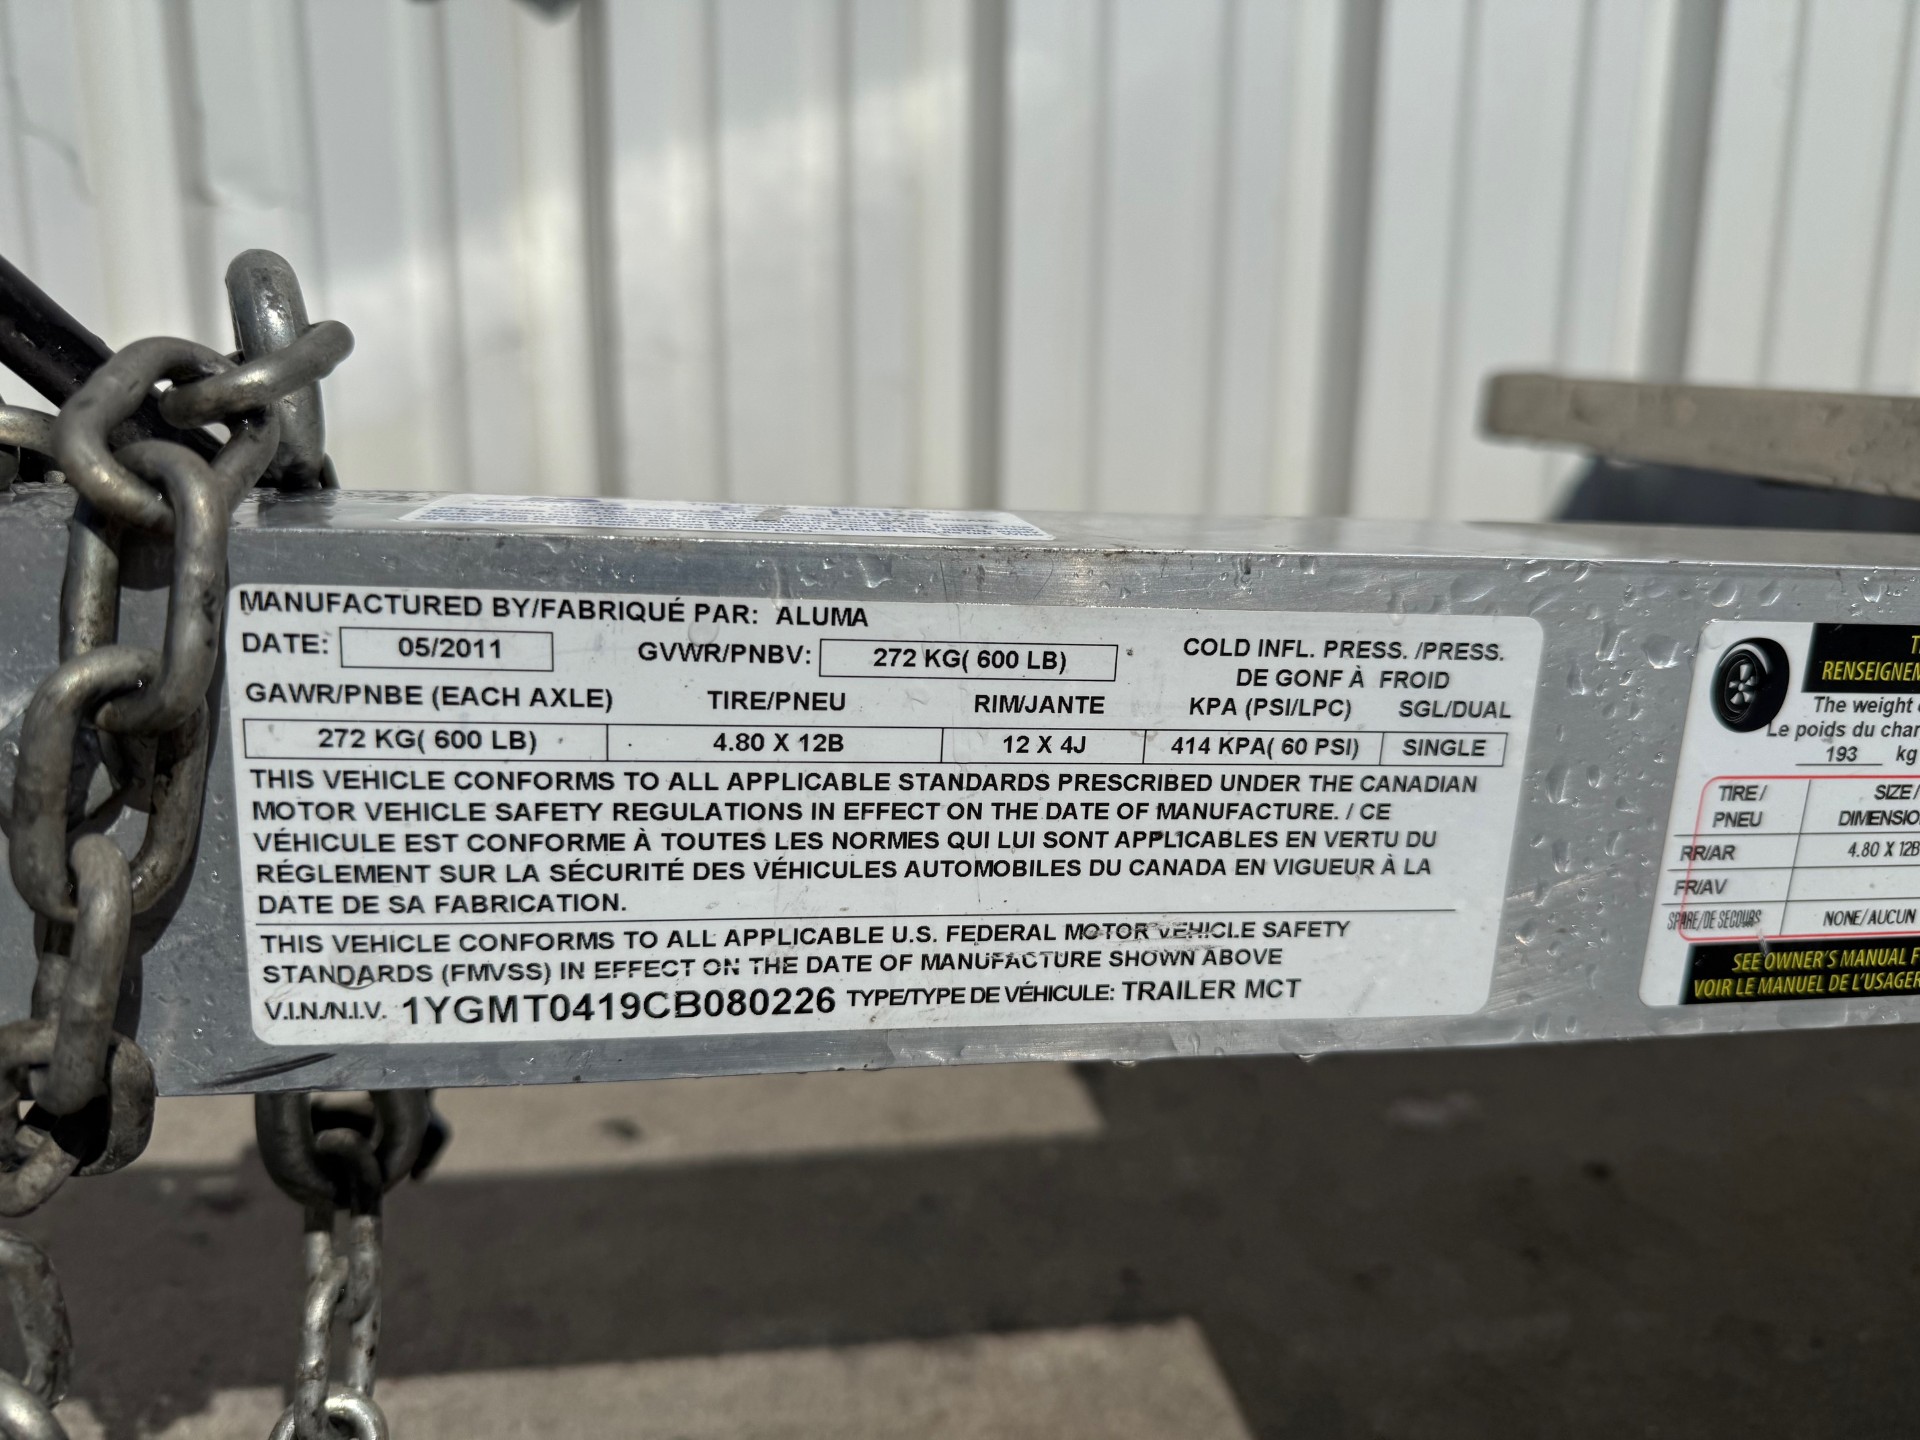 MANUFACTURED BY/FABRIQUÉ PAR: ALUMA
DATE: 05/2011 GVWR/PNBV: 272 KG( 600 LB)
COLD INFL. PRESS. /PRESS.
DE GONF À FROID
GAWR/PNBE (EACH AXLE) TIRE/PNEU RIM/JANTE KPA (PSI/LPC) SGL/DUAL
272 KG( 600 LB) 4.80 X 12B 12 X 4J 414 KPA( 60 PSI) SINGLE
THIS VEHICLE CONFORMS TO ALL APPLICABLE STANDARDS PRESCRIBED UNDER THE CANADIAN
MOTOR VEHICLE SAFETY REGULATIONS IN EFFECT ON THE DATE OF MANUFACTURE. / CE
VÉHICULE EST CONFORME À TOUTES LES NORMES QUI LUI SONT APPLICABLES EN VERTU DU
RÉGLEMENT SUR LA SÉCURITÉ DES VÉHICULES AUTOMOBILES DU CANADA EN VIGUEUR À LA
DATE DE SA FABRICATION.
THIS VEHICLE CONFORMS TO ALL APPLICABLE U.S. FEDERAL MOTOR VEHICLE SAFETY
STANDARDS (FMVSS) IN EFFECT ON THE DATE OF MANUFACTURE SHOWN ABOVE
V.I.N./N.I.V. 1YGMT0419CB080226 TYPE/TYPE DE VÉHICULE: TRAILER MCT
The weight
Le poids du
193 kg
TIRE/ SIZE/
PNEU
RR/AR 4.80 X 12B
FR/AV
SPARE/DE SECOURS NONE/AUCUN
SEE OWNER'S MANUAL
VOIR LE MANUEL DE L'USAGER